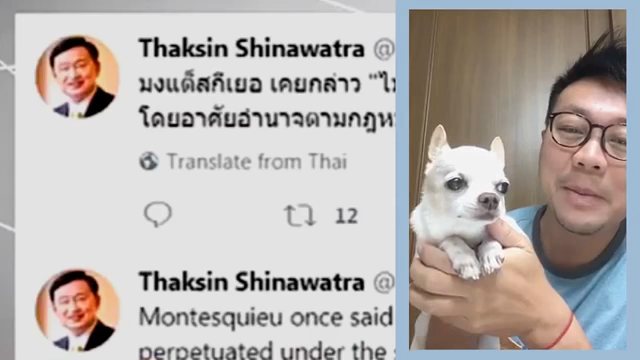 Thaksin Shinawatra @
มงแต็สกีเยอ เคยกล่าว "ไม
โดยอาศัยอำนาจตามกฎห
Translate from Thai
12
Thaksin Shinawatra @
Montesquieu once said
perpetuated under the